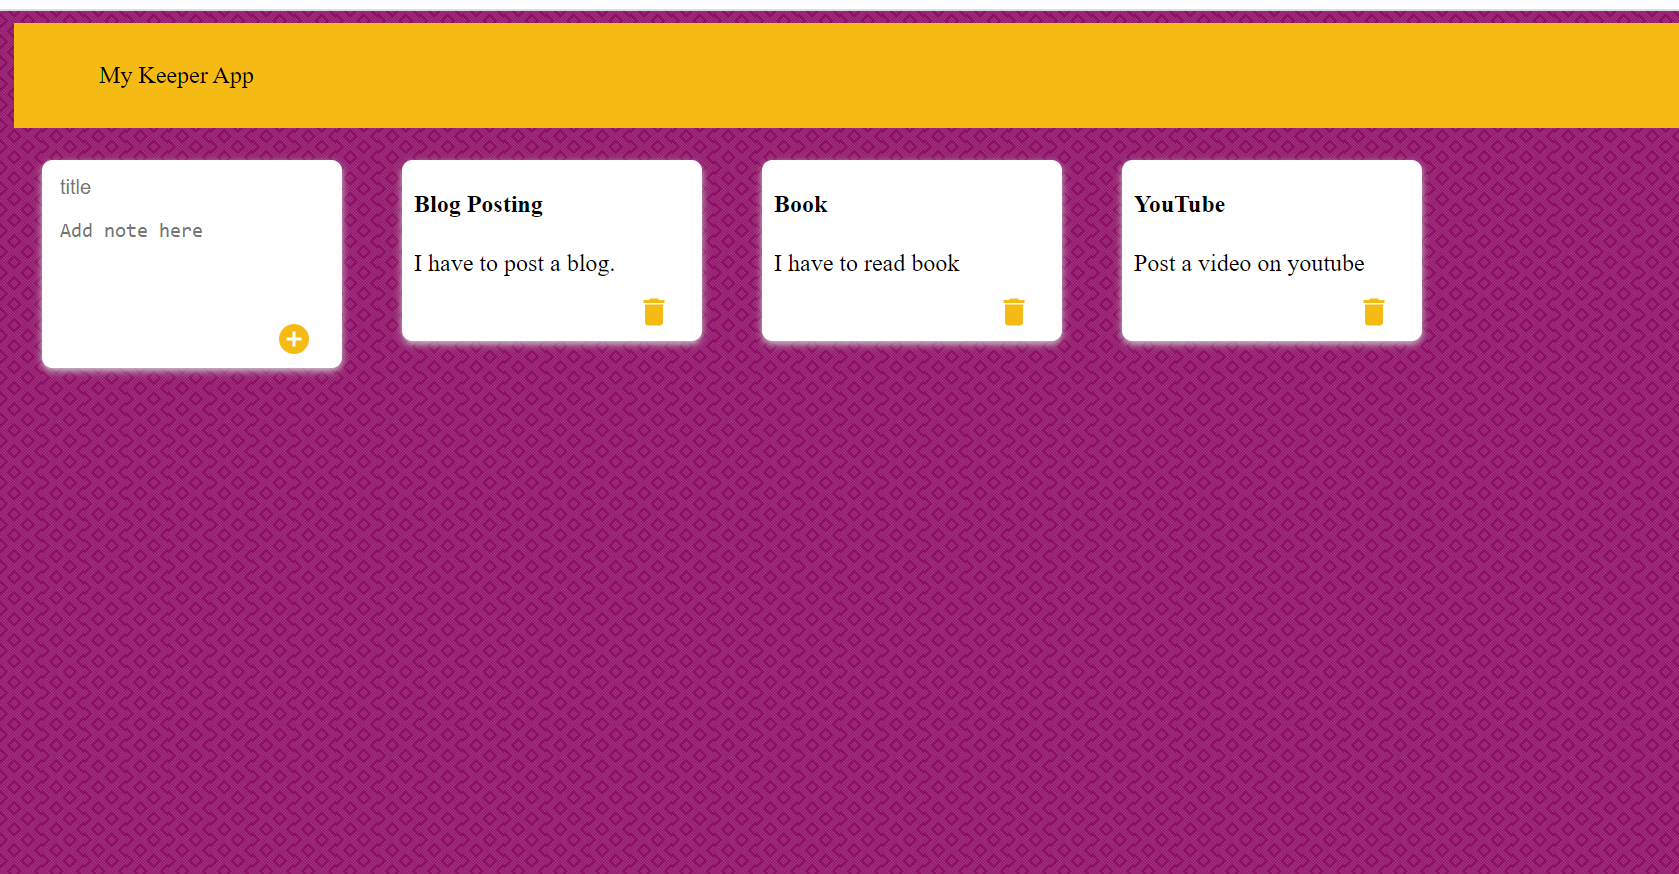 My Keeper App
title
Add note here
Blog Posting
I have to post a blog.
Book
I have to read book
YouTube
Post a video on youtube